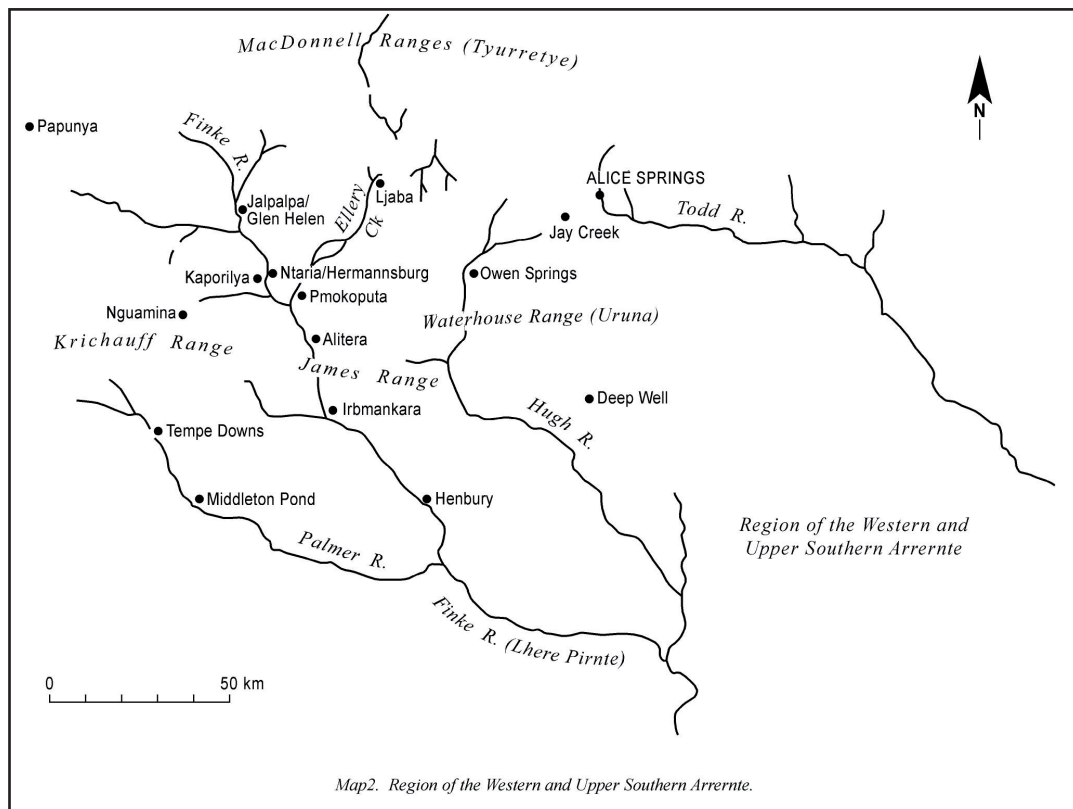 MacDonnell Ranges (Tyurretye)
N
Papunya
Finke R.
Ellery
Ck
Ljaba
ALICE SPRINGS
Jalpalpa/
Glen Helen
Todd R.
Jay Creek
Kaporilya
Ntaria/Hermannsburg
Owen Springs
Pmokoputa
Nguamina
Waterhouse Range (Uruna)
Krichauff Range
Alitera
James Range
Deep Well
Irbmankara
Hugh R.
Tempe Downs
Middleton Pond
Henbury
Region of the Western and
Upper Southern Arrernte
Palmer R.
Finke R. (Lhere Pirnte)
0 50 km
Map2. Region of the Western and Upper Southern Arrernte.